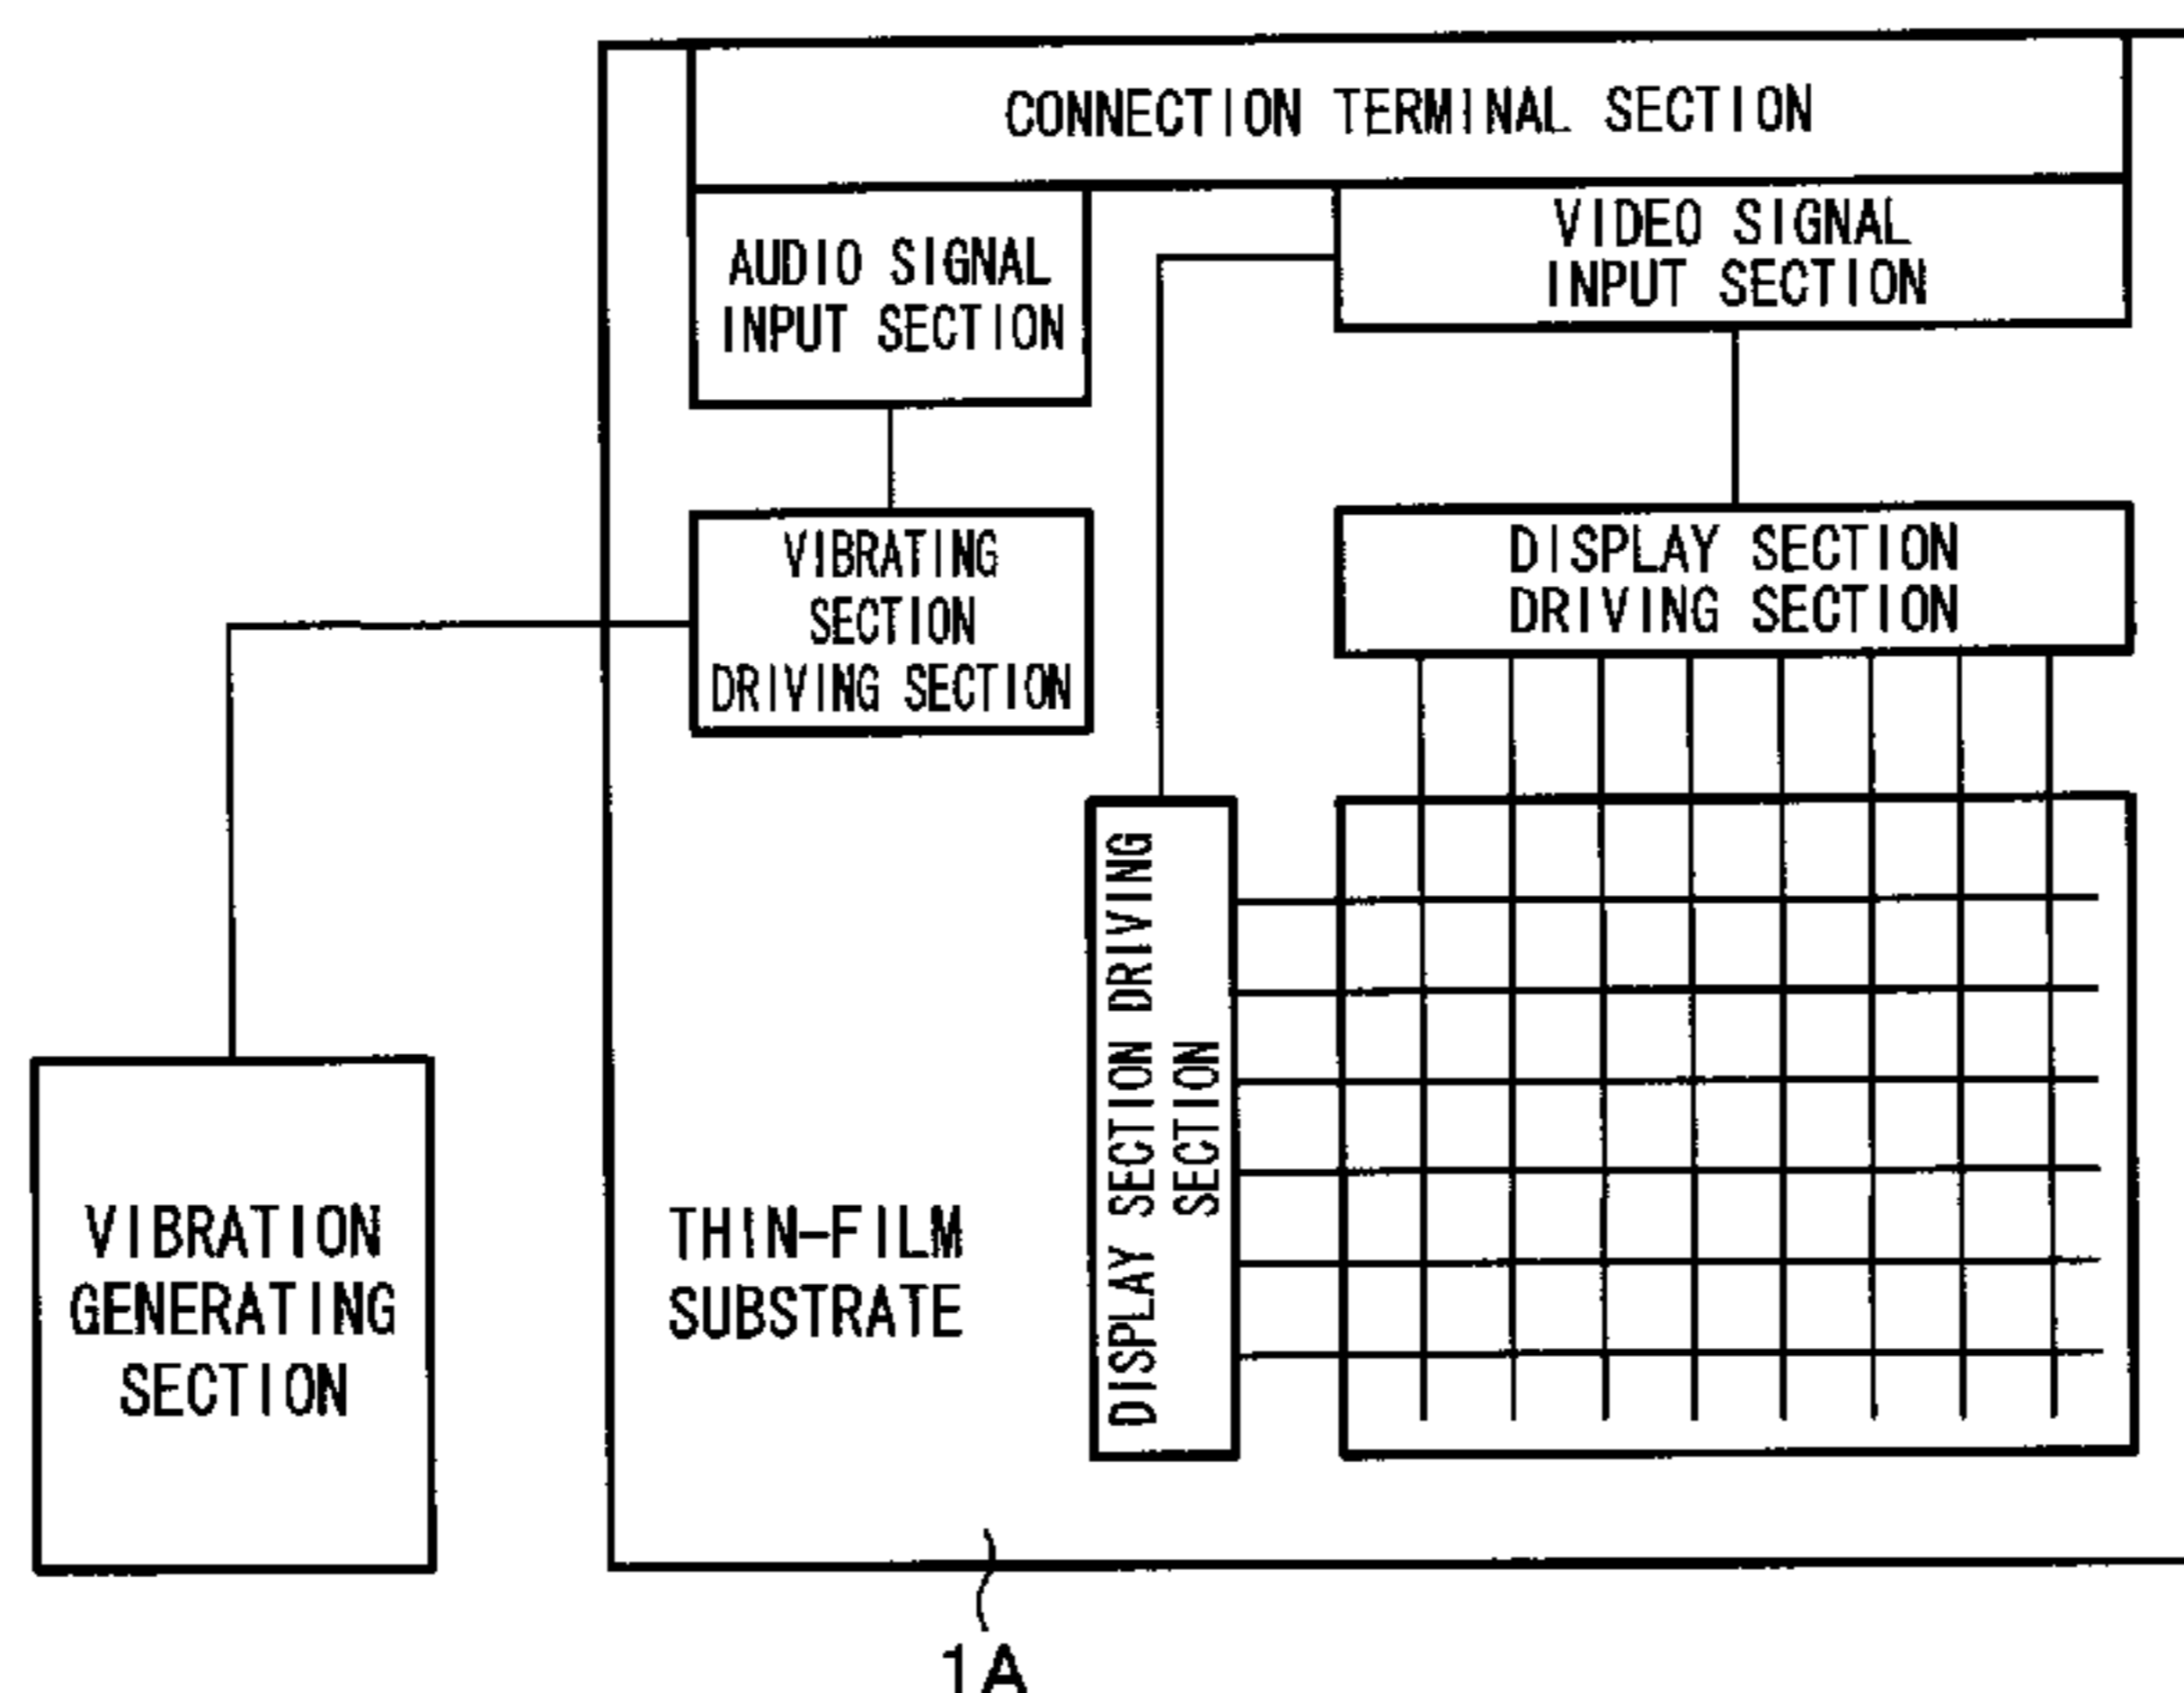 CONNECTION TERMINAL SECTION
AUDIO SIGNAL
INPUT SECTION
VIDEO SIGNAL
INPUT SECTION
VIBRATING
SECTION
DRIVING SECTION
DISPLAY SECTION
DRIVING SECTION
DISPLAY SECTION DRIVING
SECTION
VIBRATION
GENERATING
SECTION
THIN-FILM
SUBSTRATE
1A